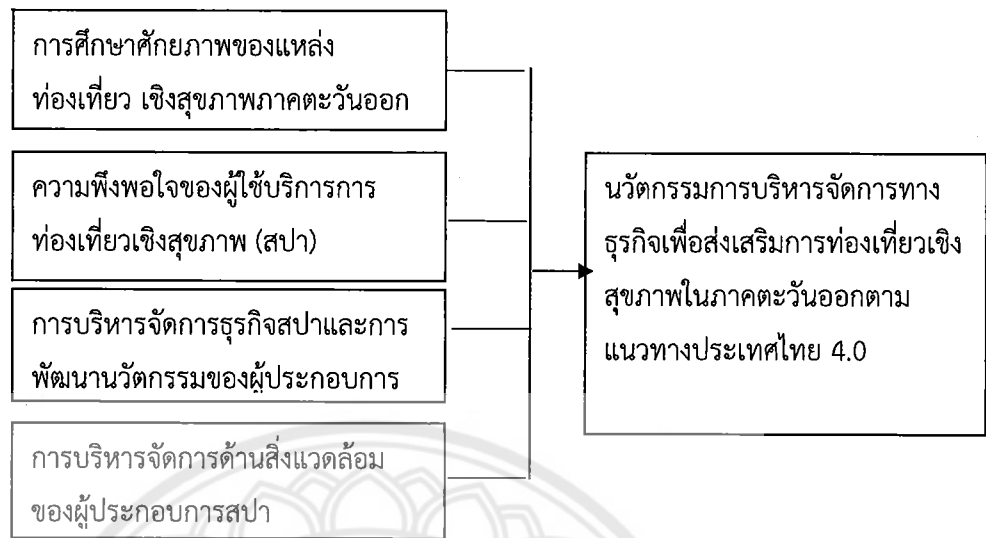 การศึกษาศักยภาพของแหล่ง
ท่องเที่ยว เชิงสุขภาพภาคตะวันออก
ความพึงพอใจของผู้ใช้บริการการ
ท่องเที่ยวเชิงสุขภาพ (สปา)
การบริหารจัดการธุรกิจสปาและการ
พัฒนานวัตกรรมของผู้ประกอบการ
การบริหารจัดการด้านสิ่งแวดล้อม
ของผู้ประกอบการสปา
นวัตกรรมการบริหารจัดการทาง
ธุรกิจเพื่อส่งเสริมการท่องเที่ยวเชิง
สุขภาพในภาคตะวันออกตาม
แนวทางประเทศไทย 4.0